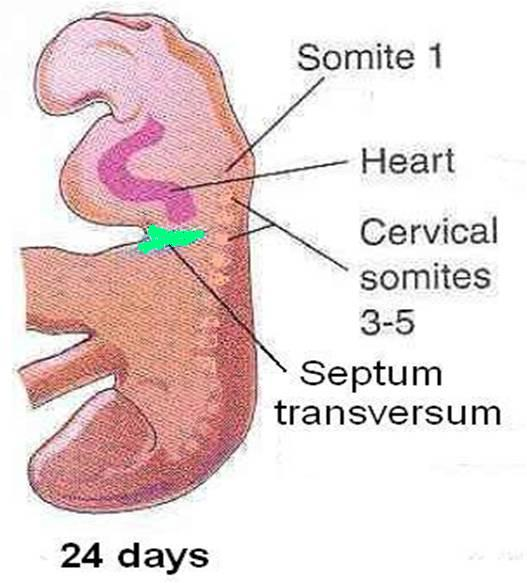 Somite 1
Heart
Cervical
somites
3-5
Septum
transversum
24 days